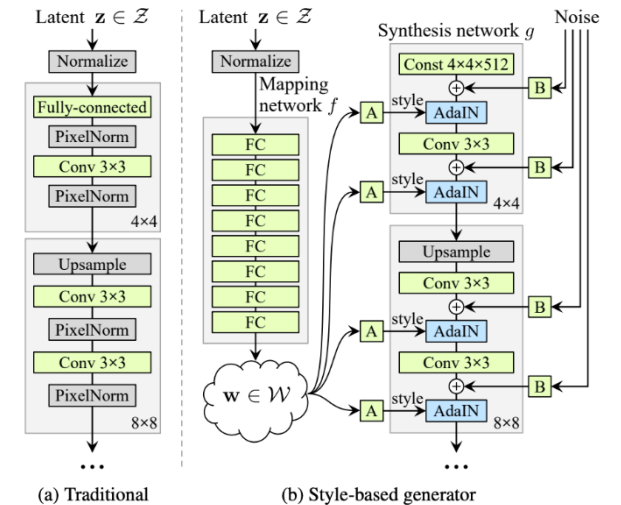 Latent z ∈ Z
Normalize
Fully-connected
PixelNorm
Conv 3×3
PixelNorm
4×4
Upsample
Conv 3×3
PixelNorm
Conv 3×3
PixelNorm
8×8
...
(a) Traditional
Latent z ∈ Z
Normalize
Mapping
network f
FC
FC
FC
FC
FC
FC
FC
FC
w ∈ W
A
style
A
style
A
style
A
style
Synthesis network g
Const 4×4×512
AdaIN
Conv 3×3
AdaIN
4×4
Upsample
Conv 3×3
AdaIN
Conv 3×3
AdaIN
8×8
...
Noise
B
B
B
B
(b) Style-based generator